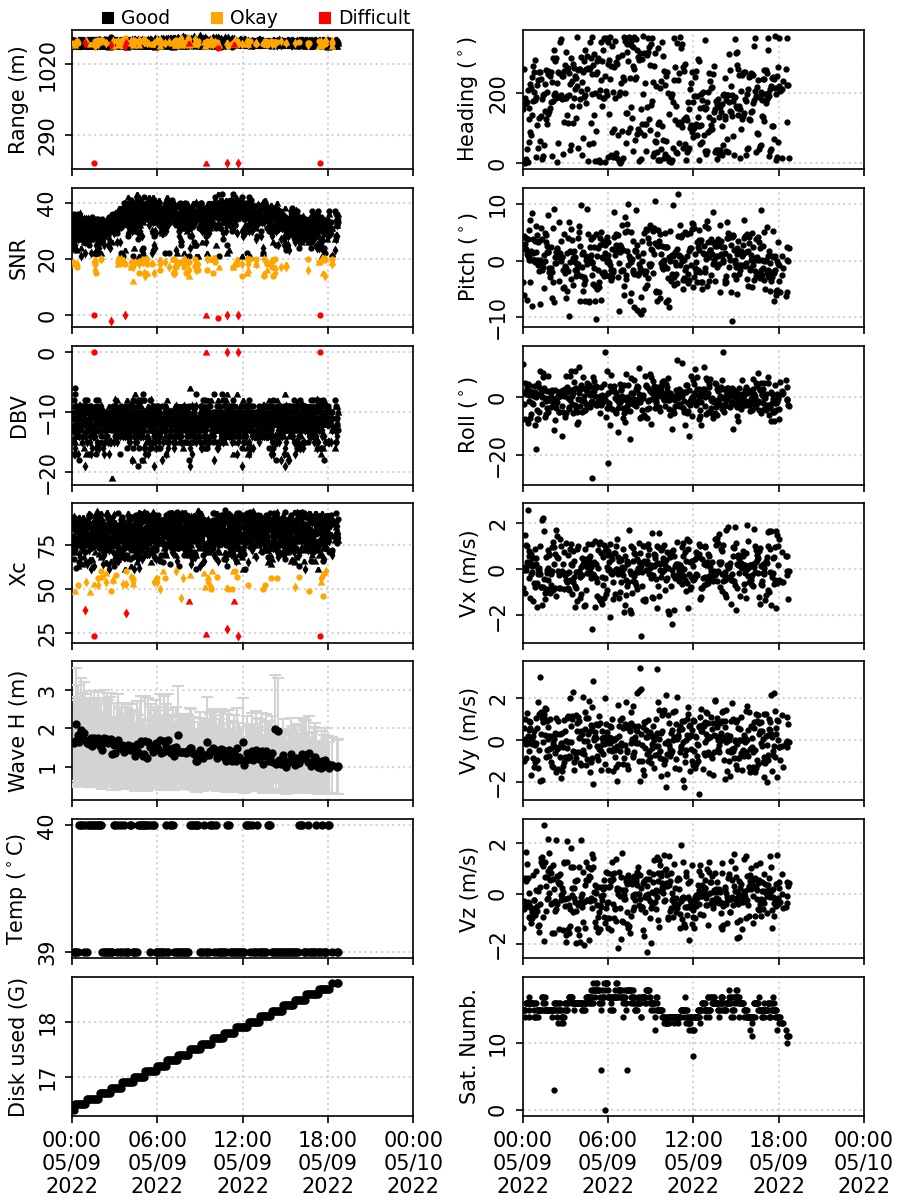 Good Okay Difficult
Range (m)
1020
290
Heading (°)
200
0
SNR
40
20
0
Pitch (°)
10
0
−10
DBV
0
−10
−20
Roll (°)
0
−20
Xc
75
50
25
Vx (m/s)
2
0
−2
Wave H (m)
3
2
1
Vy (m/s)
2
0
−2
Temp (°C)
40
39
Vz (m/s)
2
0
−2
Disk used (G)
18
17
Sat. Numb.
10
0
00:00 06:00 12:00 18:00 00:00
05/09 05/09 05/09 05/09 05/10
2022 2022 2022 2022 2022
00:00 06:00 12:00 18:00 00:00
05/09 05/09 05/09 05/09 05/10
2022 2022 2022 2022 2022